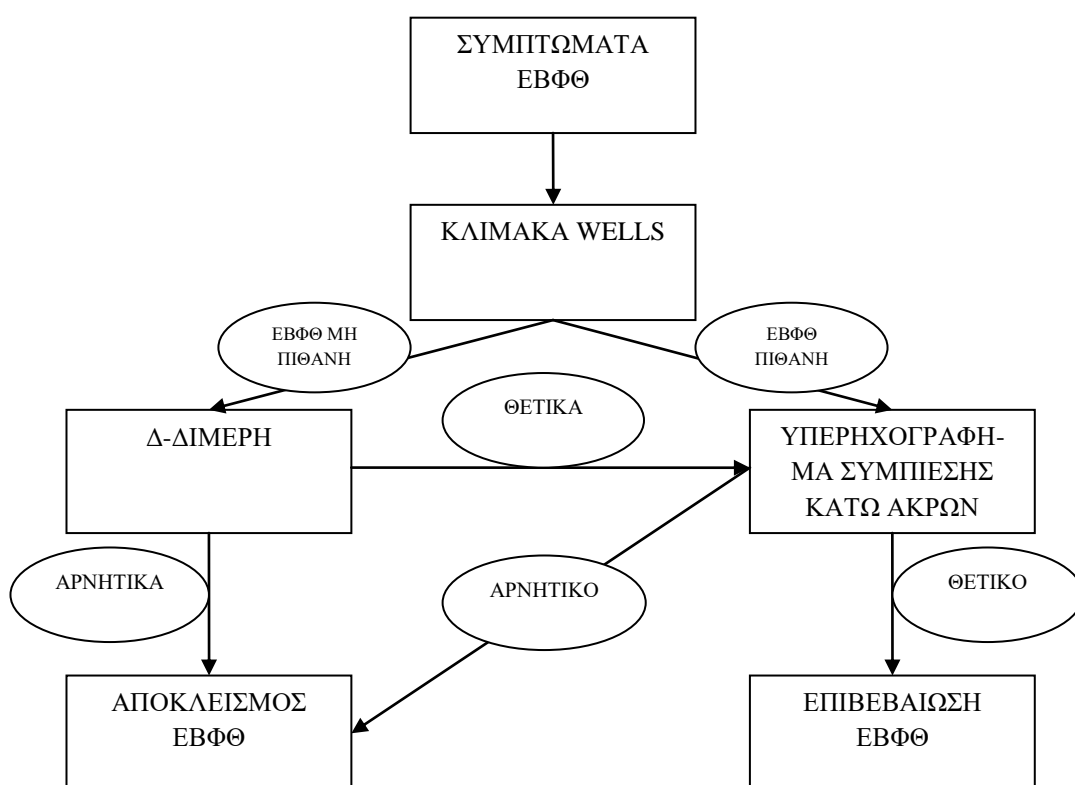 ΣΥΜΠΤΩΜΑΤΑ
ΕΒΦΘ
ΚΛΙΜΑΚΑ WELLS
ΕΒΦΘ ΜΗ
ΠΙΘΑΝΗ
ΕΒΦΘ
ΠΙΘΑΝΗ
Δ-ΔΙΜΕΡΗ
ΘΕΤΙΚΑ
ΥΠΕΡΗΧΟΓΡΑΦΗ-
ΜΑ ΣΥΜΠΙΕΣΗΣ
ΚΑΤΩ ΑΚΡΩΝ
ΑΡΝΗΤΙΚΑ
ΑΡΝΗΤΙΚΟ
ΘΕΤΙΚΟ
ΑΠΟΚΛΕΙΣΜΟΣ
ΕΒΦΘ
ΕΠΙΒΕΒΑΙΩΣΗ
ΕΒΦΘ